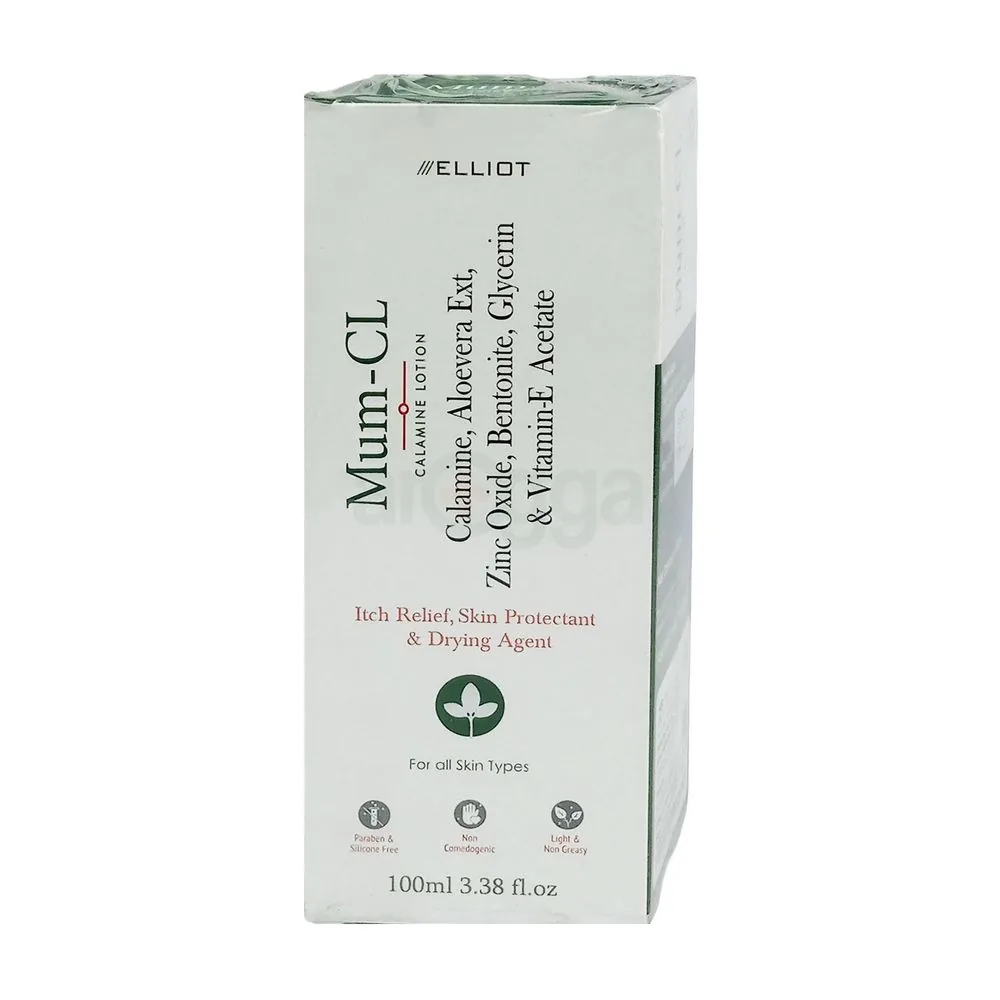 ///ELLIOT
Mum-CL
CALAMINE LOTION
Calamine, Aloevera Ext,
Zinc Oxide, Bentonite, Glycerin
& Vitamin-E Acetate
arogga
Itch Relief, Skin Protectant
& Drying Agent
For all Skin Types
Paraben &
Silicone Free
Non
Comedogenic
Light &
Non Greasy
100ml 3.38 fl.oz